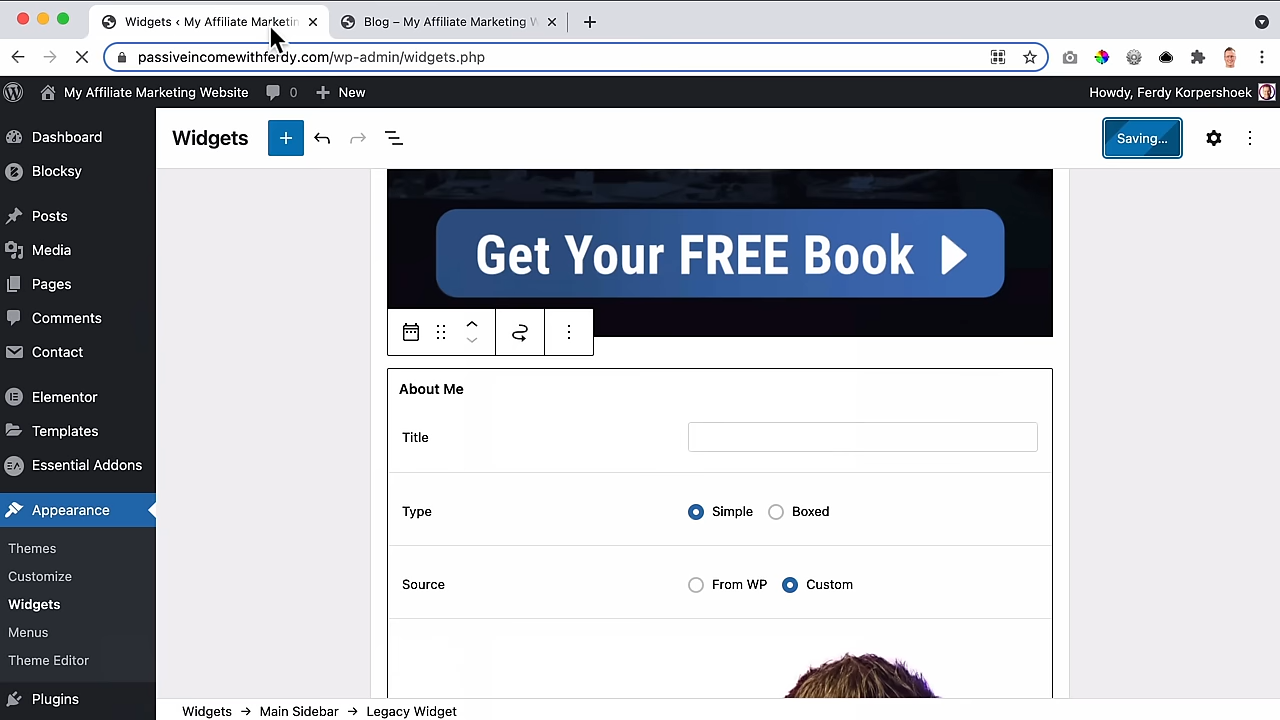 Widgets ‹ My Affiliate Marketin
Blog – My Affiliate Marketing W
passiveincomewithferdy.com/wp-admin/widgets.php
My Affiliate Marketing Website
0
New
Howdy, Ferdy Korpershoek
Dashboard
Blocksy
Posts
Media
Pages
Comments
Contact
Elementor
Templates
Essential Addons
Appearance
Themes
Customize
Widgets
Menus
Theme Editor
Plugins
Widgets
Saving...
Get Your FREE Book
About Me
Title
Type
Simple
Boxed
Source
From WP
Custom
Widgets → Main Sidebar → Legacy Widget